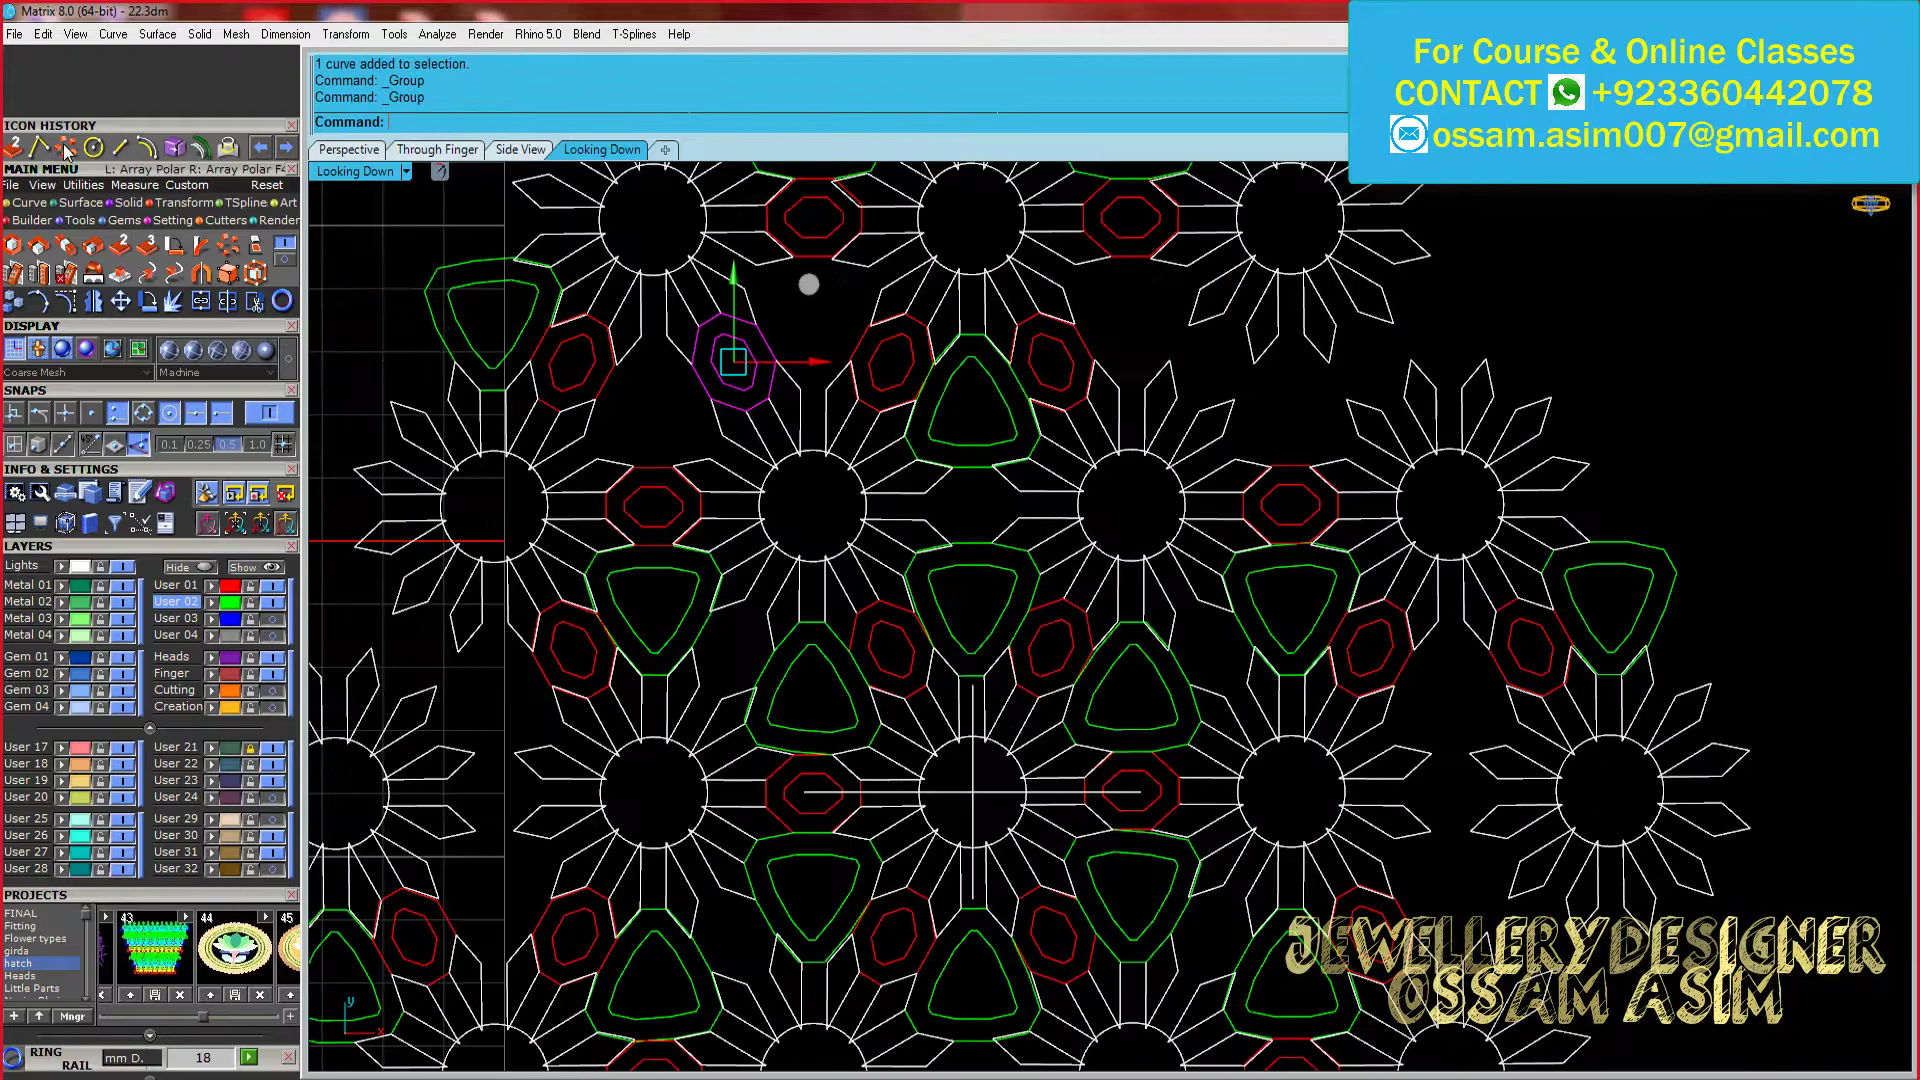 Matrix 8.0 (64-bit) - 22.3dm
File Edit View Curve Surface Solid Mesh Dimension Transform Tools Analyze Render Rhino 5.0 Blend T-Splines Help
1 curve added to selection.
Command: _Group
Command: _Group
Command:
For Course & Online Classes
CONTACT +923360442078
ossam.asim007@gmail.com
ICON HISTORY
MAIN MENU L: Array Polar R: Array Polar F4
File View Utilities Measure Custom Reset
Curve Surface Solid Transform TSpline Art
Builder Tools Gems Setting Cutters Render
Perspective Through Finger Side View Looking Down
Looking Down
DISPLAY
Coarse Mesh Machine
SNAPS
0.1 0.25 0.5 1.0
INFO & SETTINGS
LAYERS
Lights Hide Show
Metal 01 User 01
Metal 02 User 02
Metal 03 User 03
Metal 04 User 04
Gem 01 Heads
Gem 02 Finger
Gem 03 Cutting
Gem 04 Creation
User 17 User 21
User 18 User 22
User 19 User 23
User 20 User 24
User 25 User 29
User 26 User 30
User 27 User 31
User 28 User 32
PROJECTS
FINAL
Fitting
Flower types
girda
hatch
Heads
Little Parts
43 44 45
Mngr
RING RAIL mm D. 18
y
x
JEWELLERYDESIGNER
OSSAM ASIM